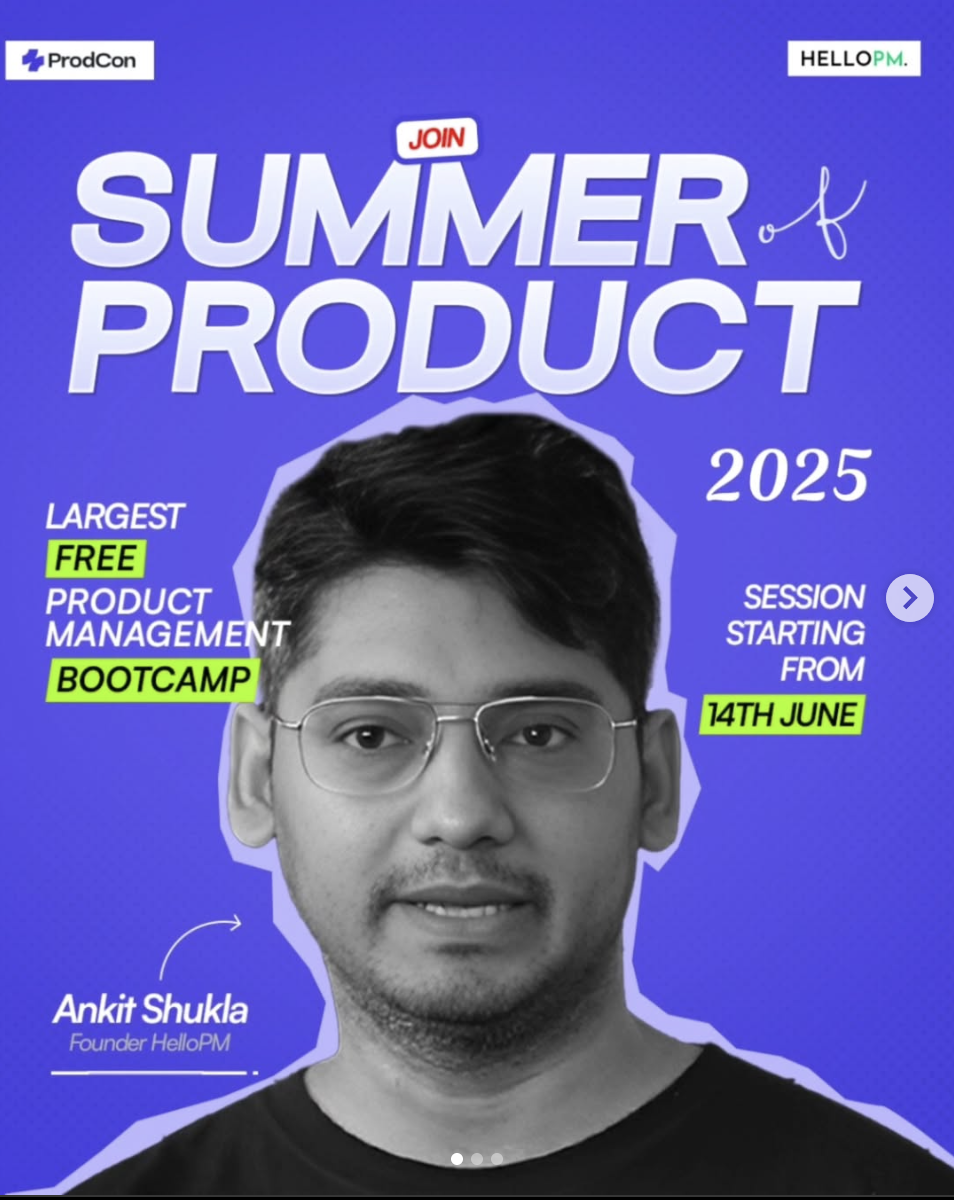 ProdCon
HELLOPM.
JOIN
SUMMER of
PRODUCT
2025
LARGEST
FREE
PRODUCT
MANAGEMENT
BOOTCAMP
SESSION
STARTING
FROM
14TH JUNE
Ankit Shukla
Founder HelloPM